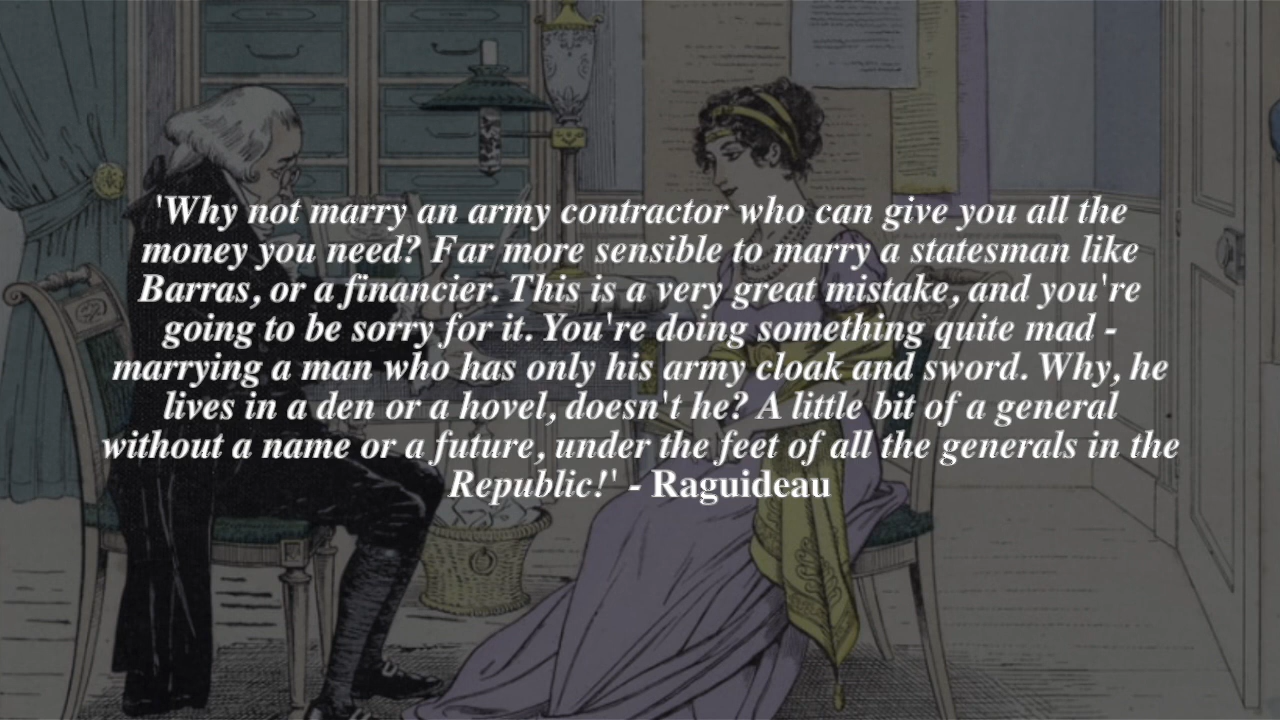 'Why not marry an army contractor who can give you all the
money you need? Far more sensible to marry a statesman like
Barras, or a financier. This is a very great mistake, and you're
going to be sorry for it. You're doing something quite mad -
marrying a man who has only his army cloak and sword. Why, he
lives in a den or a hovel, doesn't he? A little bit of a general
without a name or a future, under the feet of all the generals in the
Republic!' - Raguideau